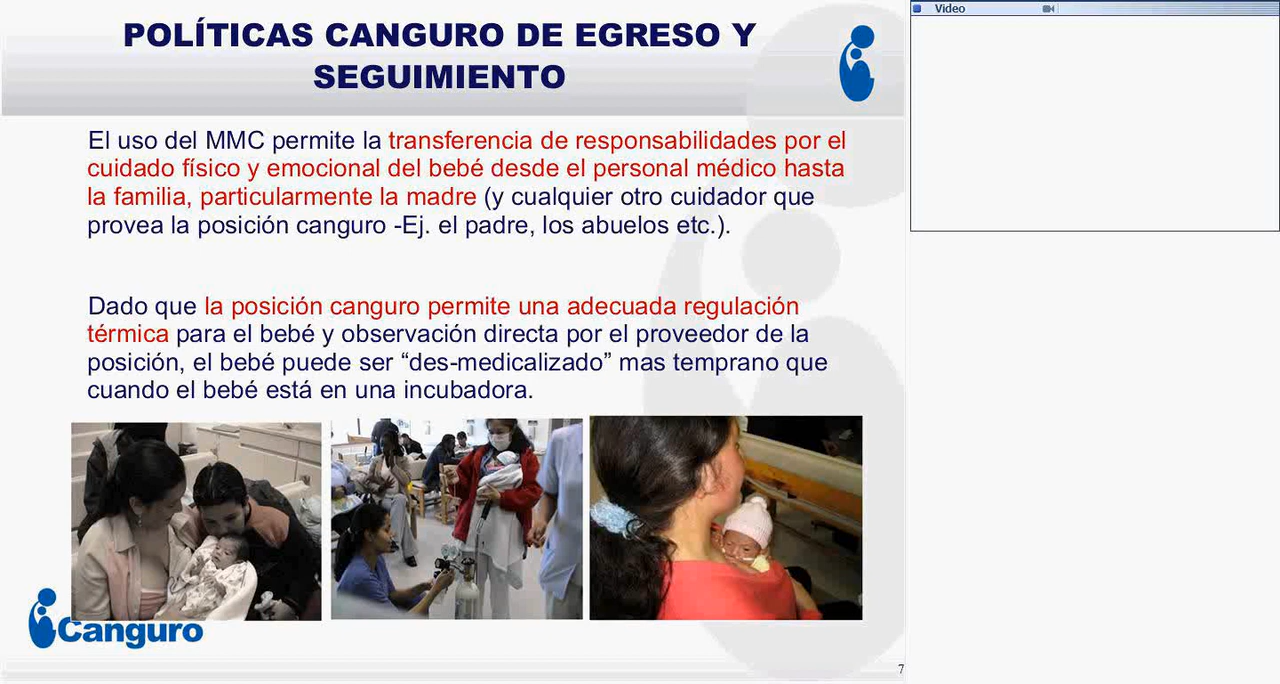 POLÍTICAS CANGURO DE EGRESO Y
SEGUIMIENTO
Video
El uso del MMC permite la transferencia de responsabilidades por el
cuidado físico y emocional del bebé desde el personal médico hasta
la familia, particularmente la madre (y cualquier otro cuidador que
provea la posición canguro -Ej. el padre, los abuelos etc.).
Dado que la posición canguro permite una adecuada regulación
térmica para el bebé y observación directa por el proveedor de la
posición, el bebé puede ser “des-medicalizado” mas temprano que
cuando el bebé está en una incubadora.
Canguro
7